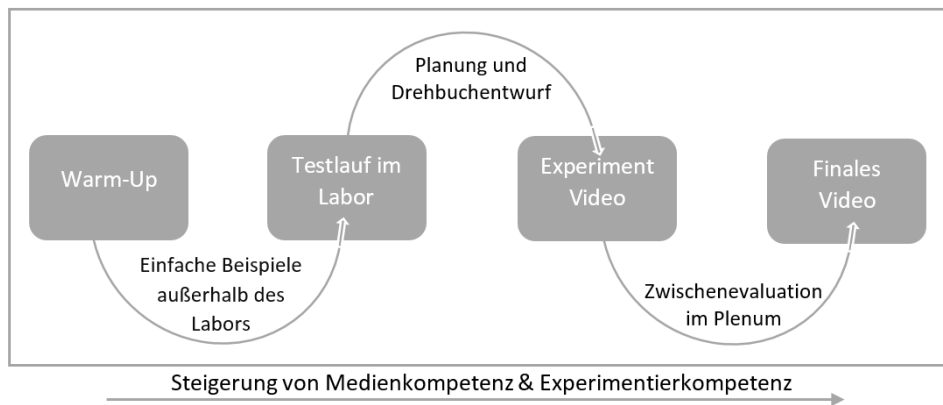 Planung und
Drehbuchentwurf
Warm-Up
Testlauf im
Labor
Experiment
Video
Finales
Video
Einfache Beispiele
außerhalb des
Labors
Zwischenevaluation
im Plenum
Steigerung von Medienkompetenz & Experimentierkompetenz